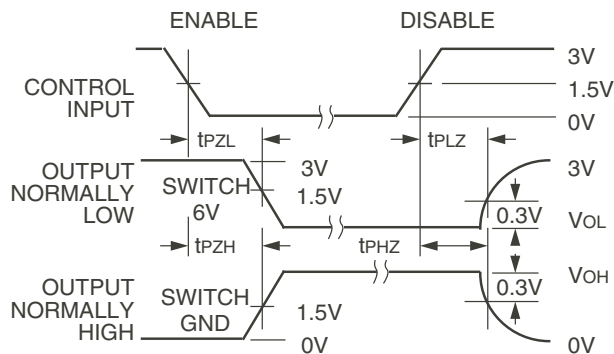 ENABLE
DISABLE
CONTROL
INPUT
3V
1.5V
0V
tPZL
tPLZ
OUTPUT
NORMALLY
LOW
SWITCH
6V
3V
1.5V
3V
0.3V
VOL
tPZH
tPHZ
OUTPUT
NORMALLY
HIGH
SWITCH
GND
1.5V
0V
0.3V
VOH
0V